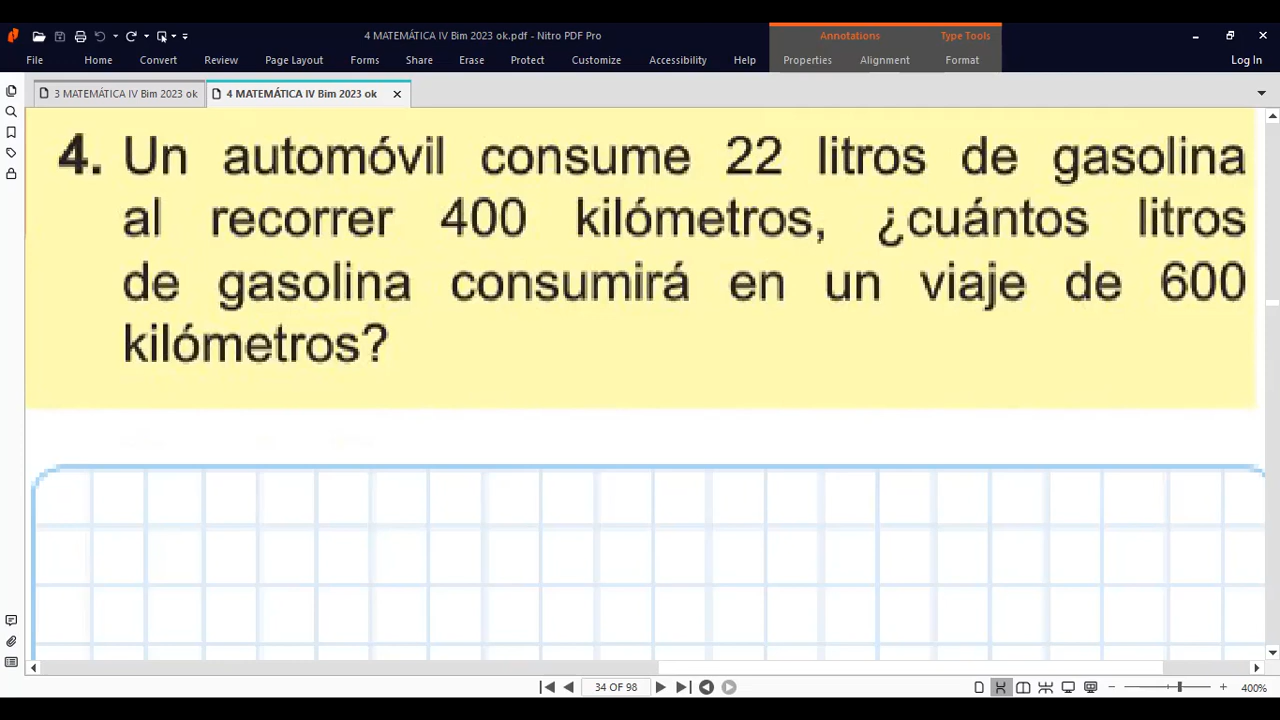 4 MATEMÁTICA IV Bim 2023 ok.pdf - Nitro PDF Pro
Annotations Type Tools
File Home Convert Review Page Layout Forms Share Erase Protect Customize Accessibility Help Properties Alignment Format Log In
3 MATEMÁTICA IV Bim 2023 ok 4 MATEMÁTICA IV Bim 2023 ok
4. Un automóvil consume 22 litros de gasolina
al recorrer 400 kilómetros, ¿cuántos litros
de gasolina consumirá en un viaje de 600
kilómetros?
34 OF 98 400%